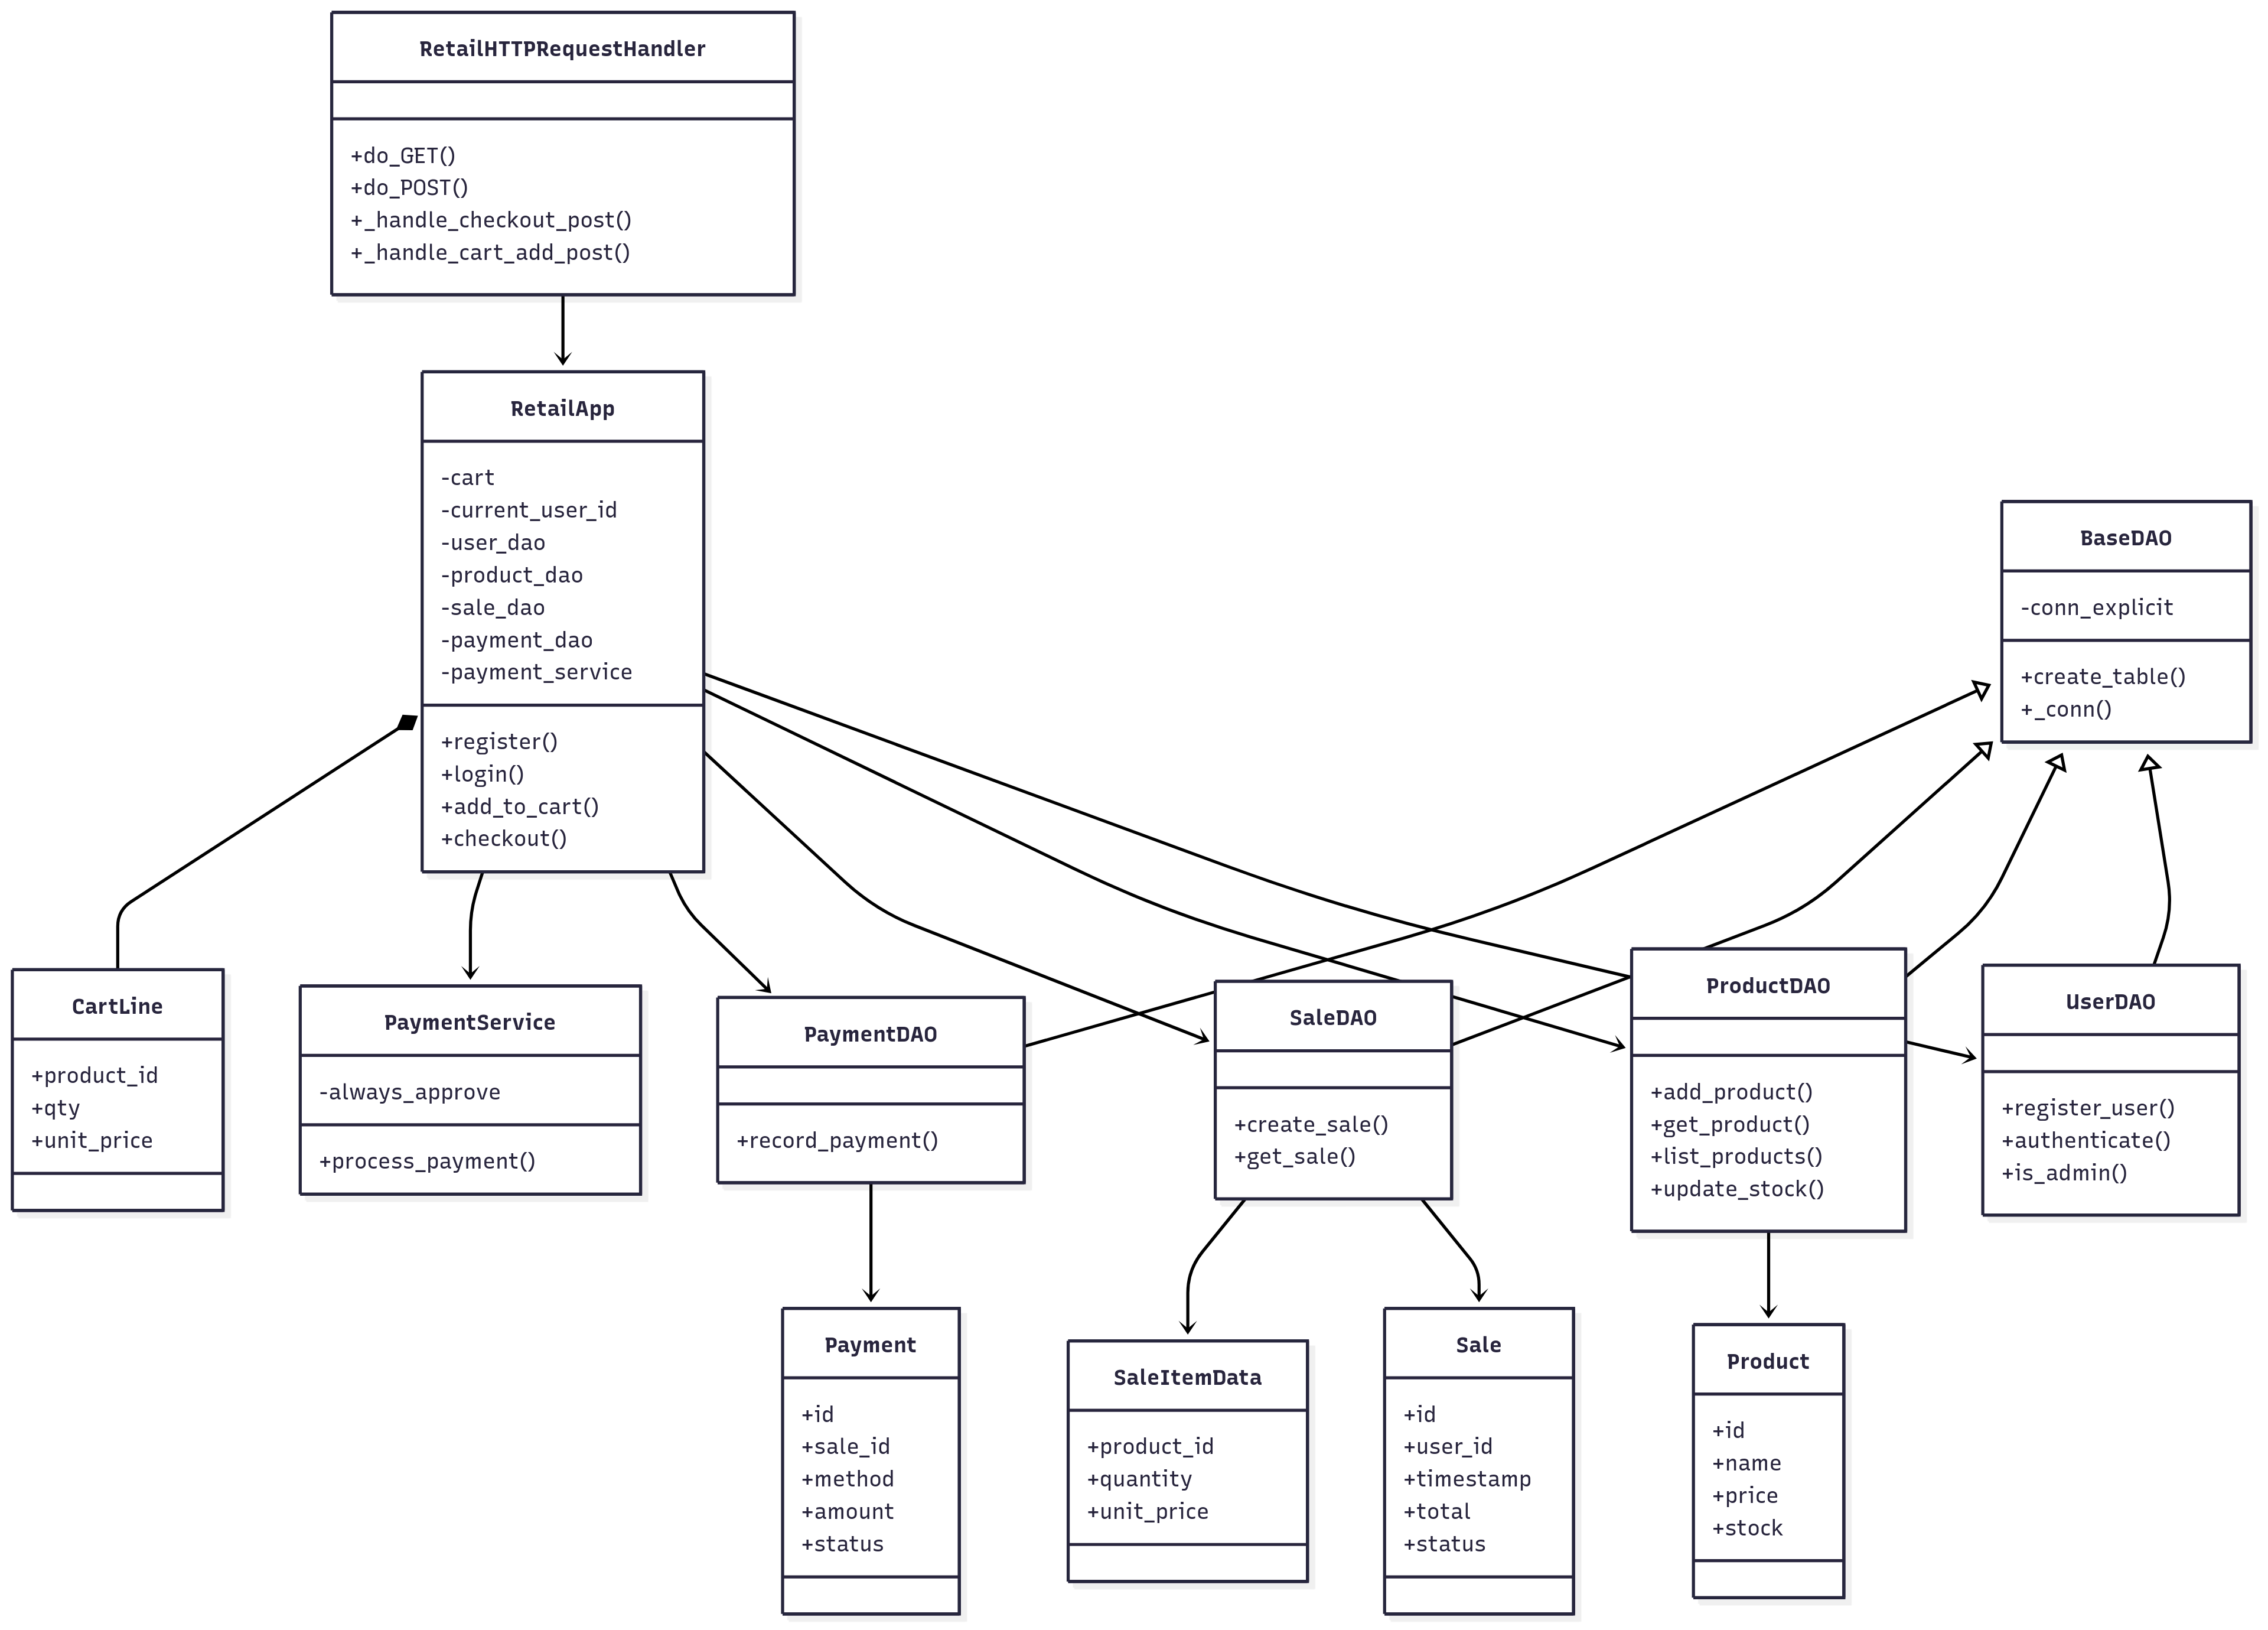 RetailHTTPRequestHandler
+do_GET()
+do_POST()
+_handle_checkout_post()
+_handle_cart_add_post()
RetailApp
-cart
-current_user_id
-user_dao
-product_dao
-sale_dao
-payment_dao
-payment_service
+register()
+login()
+add_to_cart()
+checkout()
BaseDAO
-conn_explicit
+create_table()
+_conn()
CartLine
+product_id
+qty
+unit_price
PaymentService
-always_approve
+process_payment()
PaymentDAO
+record_payment()
SaleDAO
+create_sale()
+get_sale()
ProductDAO
+add_product()
+get_product()
+list_products()
+update_stock()
UserDAO
+register_user()
+authenticate()
+is_admin()
Payment
+id
+sale_id
+method
+amount
+status
SaleItemData
+product_id
+quantity
+unit_price
Sale
+id
+user_id
+timestamp
+total
+status
Product
+id
+name
+price
+stock